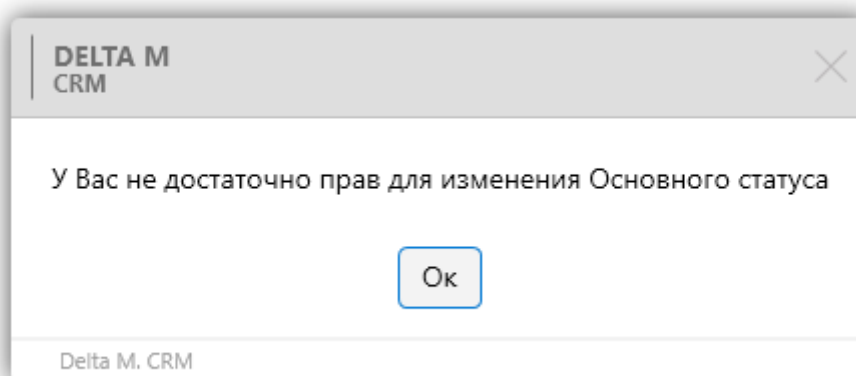 DELTA M
CRM
У Вас не достаточно прав для изменения Основного статуса
Ок
Delta M. CRM